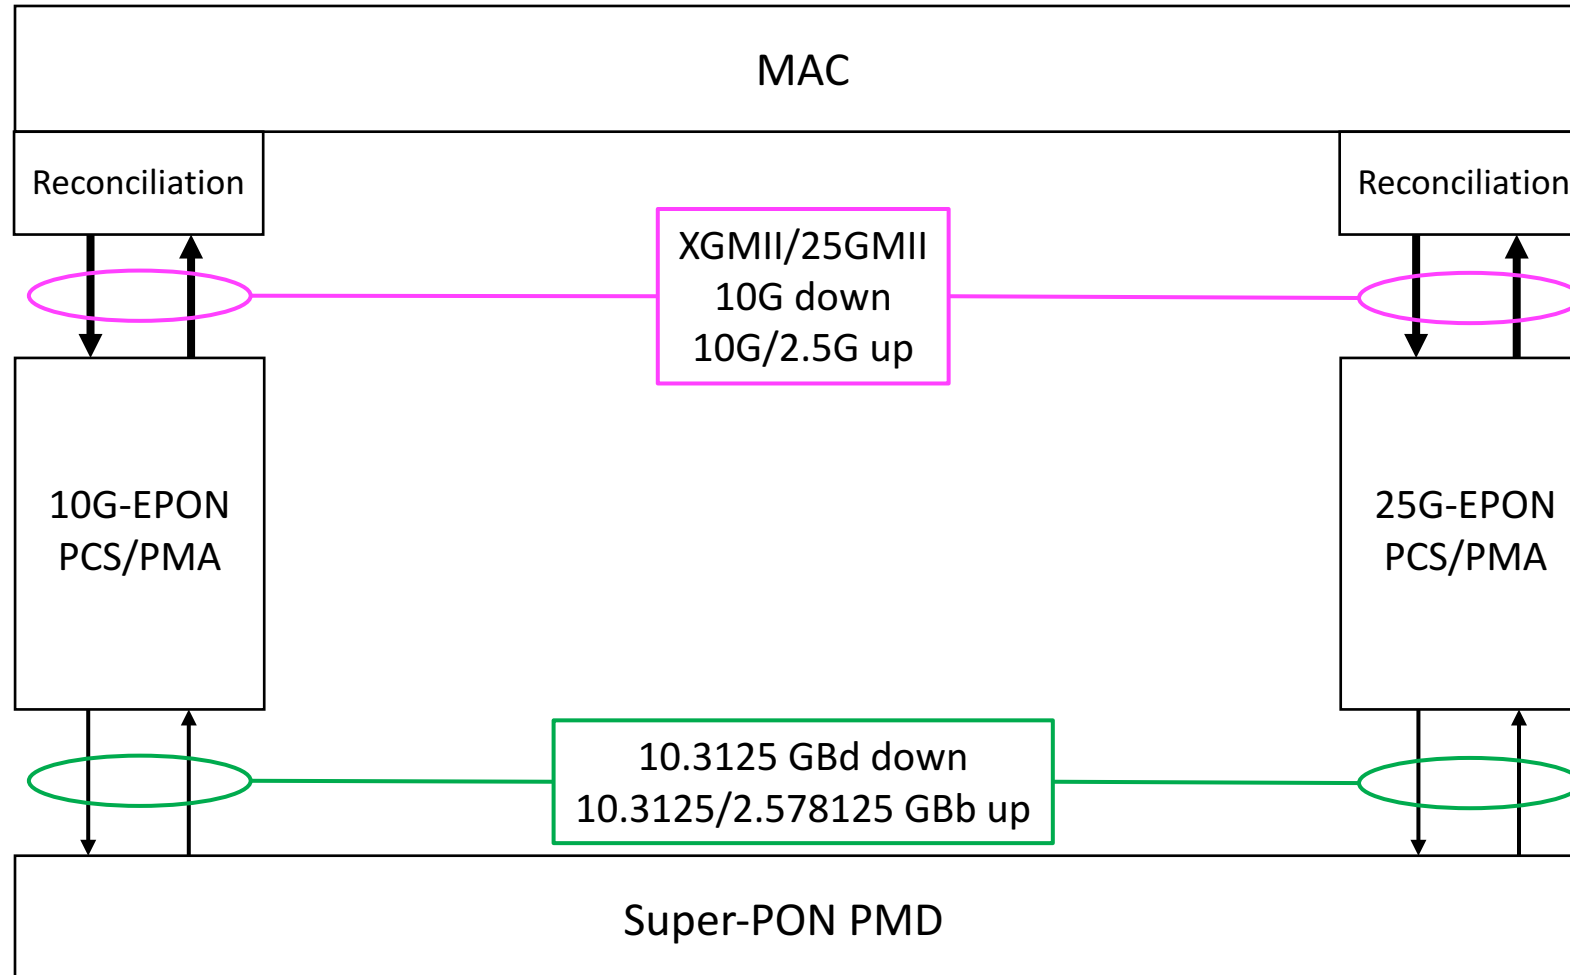 MAC
Reconciliation
Reconciliation
XGMII/25GMII
10G down
10G/2.5G up
10G-EPON
PCS/PMA
25G-EPON
PCS/PMA
10.3125 GBd down
10.3125/2.578125 GBb up
Super-PON PMD